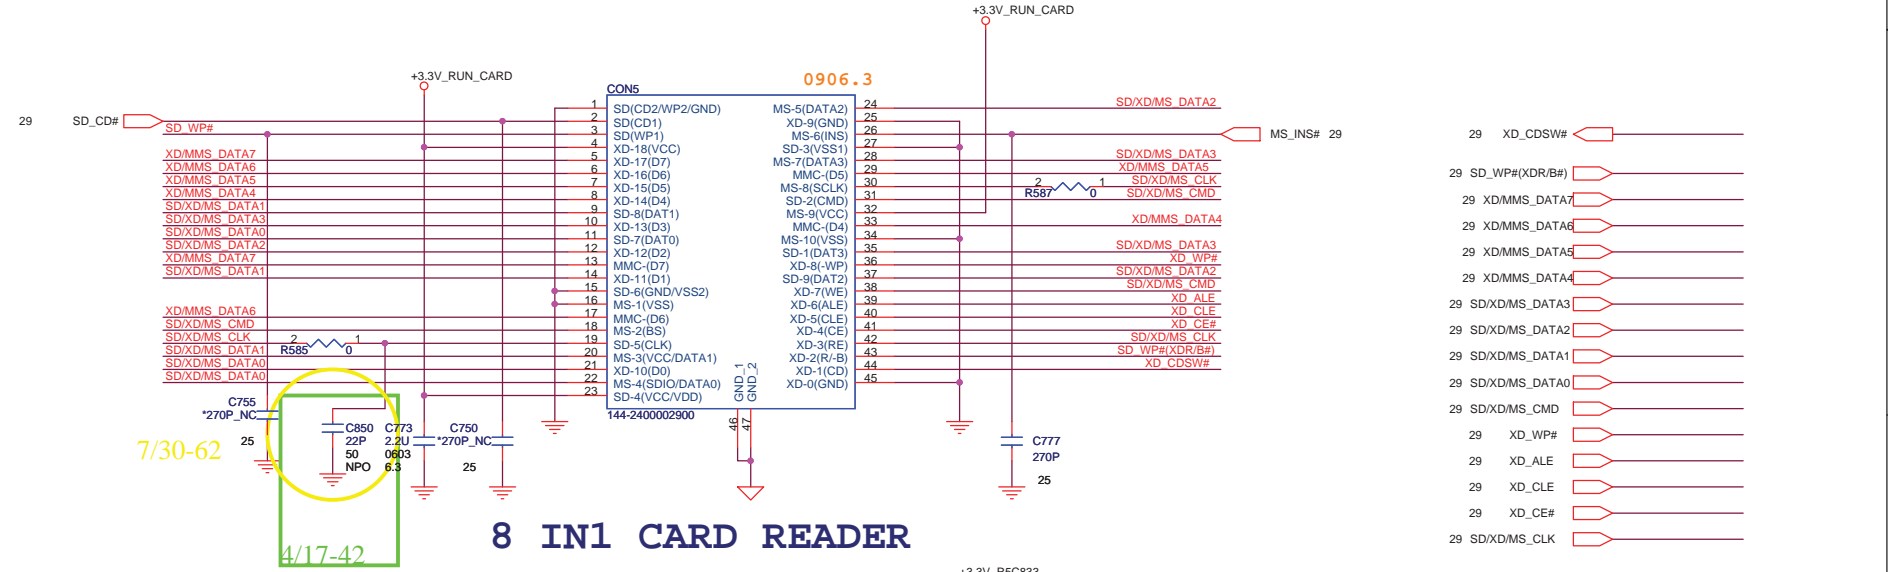 +3.3V_RUN_CARD
+3.3V_RUN_CARD
0906.3
CON5
29 SD_CD#
SD_WP#
XD/MMS_DATA7
XD/MMS_DATA6
XD/MMS_DATA5
XD/MMS_DATA4
SD/XD/MS_DATA1
SD/XD/MS_DATA3
SD/XD/MS_DATA0
SD/XD/MS_DATA2
XD/MMS_DATA7
SD/XD/MS_DATA1
XD/MMS_DATA6
SD/XD/MS_CMD
SD/XD/MS_CLK
2 1
R585 0
SD/XD/MS_DATA1
SD/XD/MS_DATA0
SD/XD/MS_DATA0
1 SD(CD2/WP2/GND)
2 SD(CD1)
3 SD(WP1)
4 XD-18(VCC)
5 XD-17(D7)
6 XD-16(D6)
7 XD-15(D5)
8 XD-14(D4)
9 SD-8(DAT1)
10 XD-13(D3)
11 SD-7(DAT0)
12 XD-12(D2)
13 MMC-(D7)
14 XD-11(D1)
15 SD-6(GND/VSS2)
16 MS-1(VSS)
17 MMC-(D6)
18 MS-2(BS)
19 SD-5(CLK)
20 MS-3(VCC/DATA1)
21 XD-10(D0)
22 MS-4(SDIO/DATA0)
23 SD-4(VCC/VDD)
MS-5(DATA2) 24
XD-9(GND) 25
MS-6(INS) 26
SD-3(VSS1) 27
MS-7(DATA3) 28
MMC-(D5) 29
MS-8(SCLK) 30
SD-2(CMD) 31
MS-9(VCC) 32
MMC-(D4) 33
MS-10(VSS) 34
SD-1(DAT3) 35
XD-8(-WP) 36
SD-9(DAT2) 37
XD-7(WE) 38
XD-6(ALE) 39
XD-5(CLE) 40
XD-4(CE) 41
XD-3(RE) 42
XD-2(R/-B) 43
XD-1(CD) 44
XD-0(GND) 45
GND_1 46
GND_2 47
144-2400002900
SD/XD/MS_DATA2
MS_INS# 29
SD/XD/MS_DATA3
XD/MMS_DATA5
SD/XD/MS_CLK
2 1
R587 0
SD/XD/MS_CMD
XD/MMS_DATA4
SD/XD/MS_DATA3
XD_WP#
SD/XD/MS_DATA2
SD/XD/MS_CMD
XD_ALE
XD_CLE
XD_CE#
SD/XD/MS_CLK
SD_WP#(XDR/B#)
XD_CDSW#
29 XD_CDSW#
29 SD_WP#(XDR/B#)
29 XD/MMS_DATA7
29 XD/MMS_DATA6
29 XD/MMS_DATA5
29 XD/MMS_DATA4
29 SD/XD/MS_DATA3
29 SD/XD/MS_DATA2
29 SD/XD/MS_DATA1
29 SD/XD/MS_DATA0
29 SD/XD/MS_CMD
29 XD_WP#
29 XD_ALE
29 XD_CLE
29 XD_CE#
29 SD/XD/MS_CLK
C755
*270P_NC
25
7/30-62
C850
22P
50
NPO
C773
2.2U
0603
6.3
C750
*270P_NC
25
C777
270P
25
4/17-42
8 IN1 CARD READER